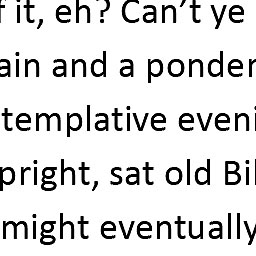 f it, eh? Can't ye
ain and a ponder
templative eveni
pright, sat old Bil
might eventually